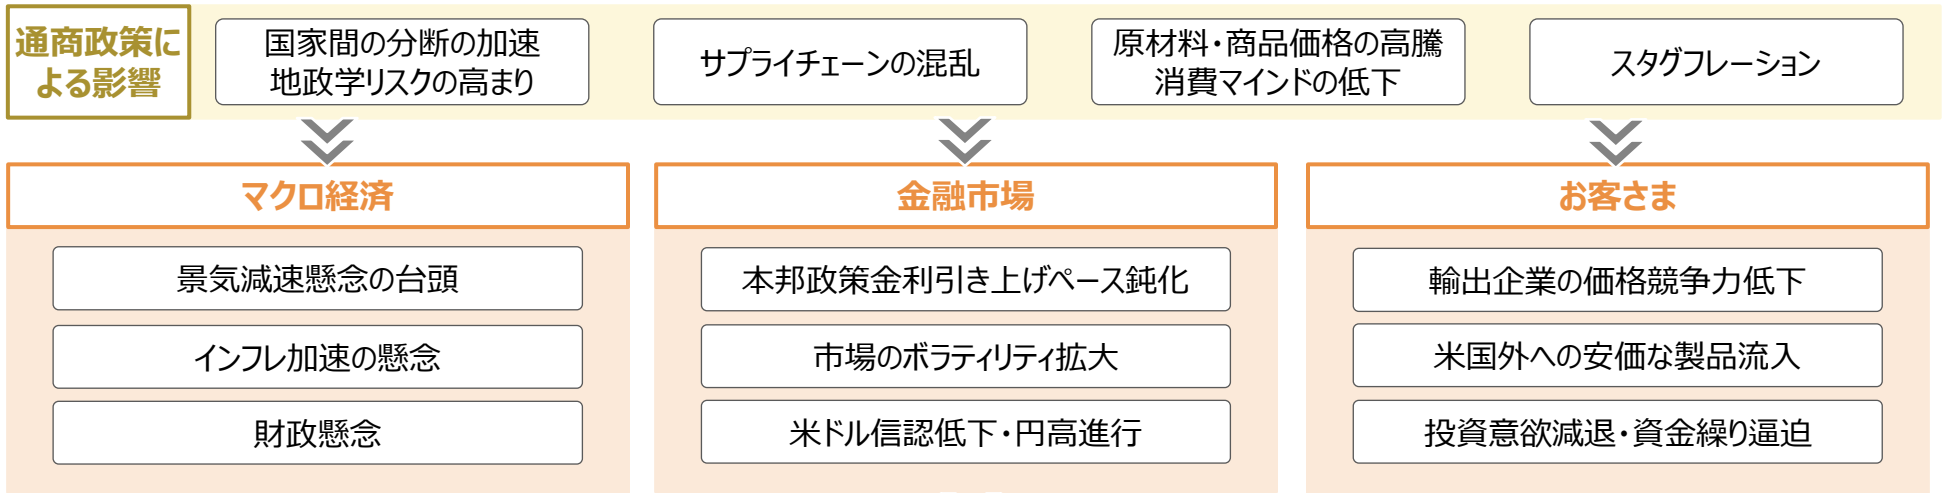 通商政策に
よる影響
国家間の分断の加速
地政学リスクの高まり
サプライチェーンの混乱
原材料・商品価格の高騰
消費マインドの低下
スタグフレーション
マクロ経済
景気減速懸念の台頭
インフレ加速の懸念
財政懸念
金融市場
本邦政策金利引き上げペース鈍化
市場のボラティリティ拡大
米ドル信認低下・円高進行
お客さま
輸出企業の価格競争力低下
米国外への安価な製品流入
投資意欲減退・資金繰り逼迫